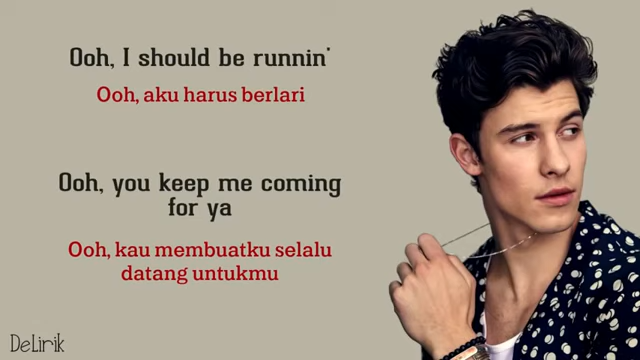 Ooh, I should be runnin'
Ooh, aku harus berlari
Ooh, you keep me coming
for ya
Ooh, kau membuatku selalu
datang untukmu
DeLirik